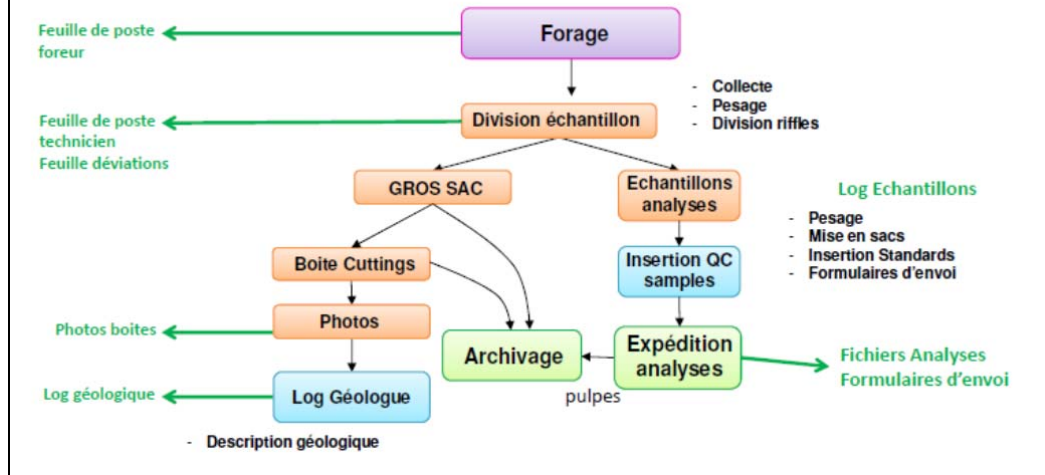 Feuille de poste
foreur
Forage
- Collecte
- Pesage
- Division riffles
Feuille de poste
technicien
Feuille déviations
Division échantillon
GROS SAC
Echantillons
analyses
Log Echantillons
- Pesage
- Mise en sacs
- Insertion Standards
- Formulaires d'envoi
Boite Cuttings
Insertion QC
samples
Photos boites
Photos
Archivage
Expédition
analyses
Fichiers Analyses
Formulaires d'envoi
pulpes
Log géologique
Log Géologue
- Description géologique